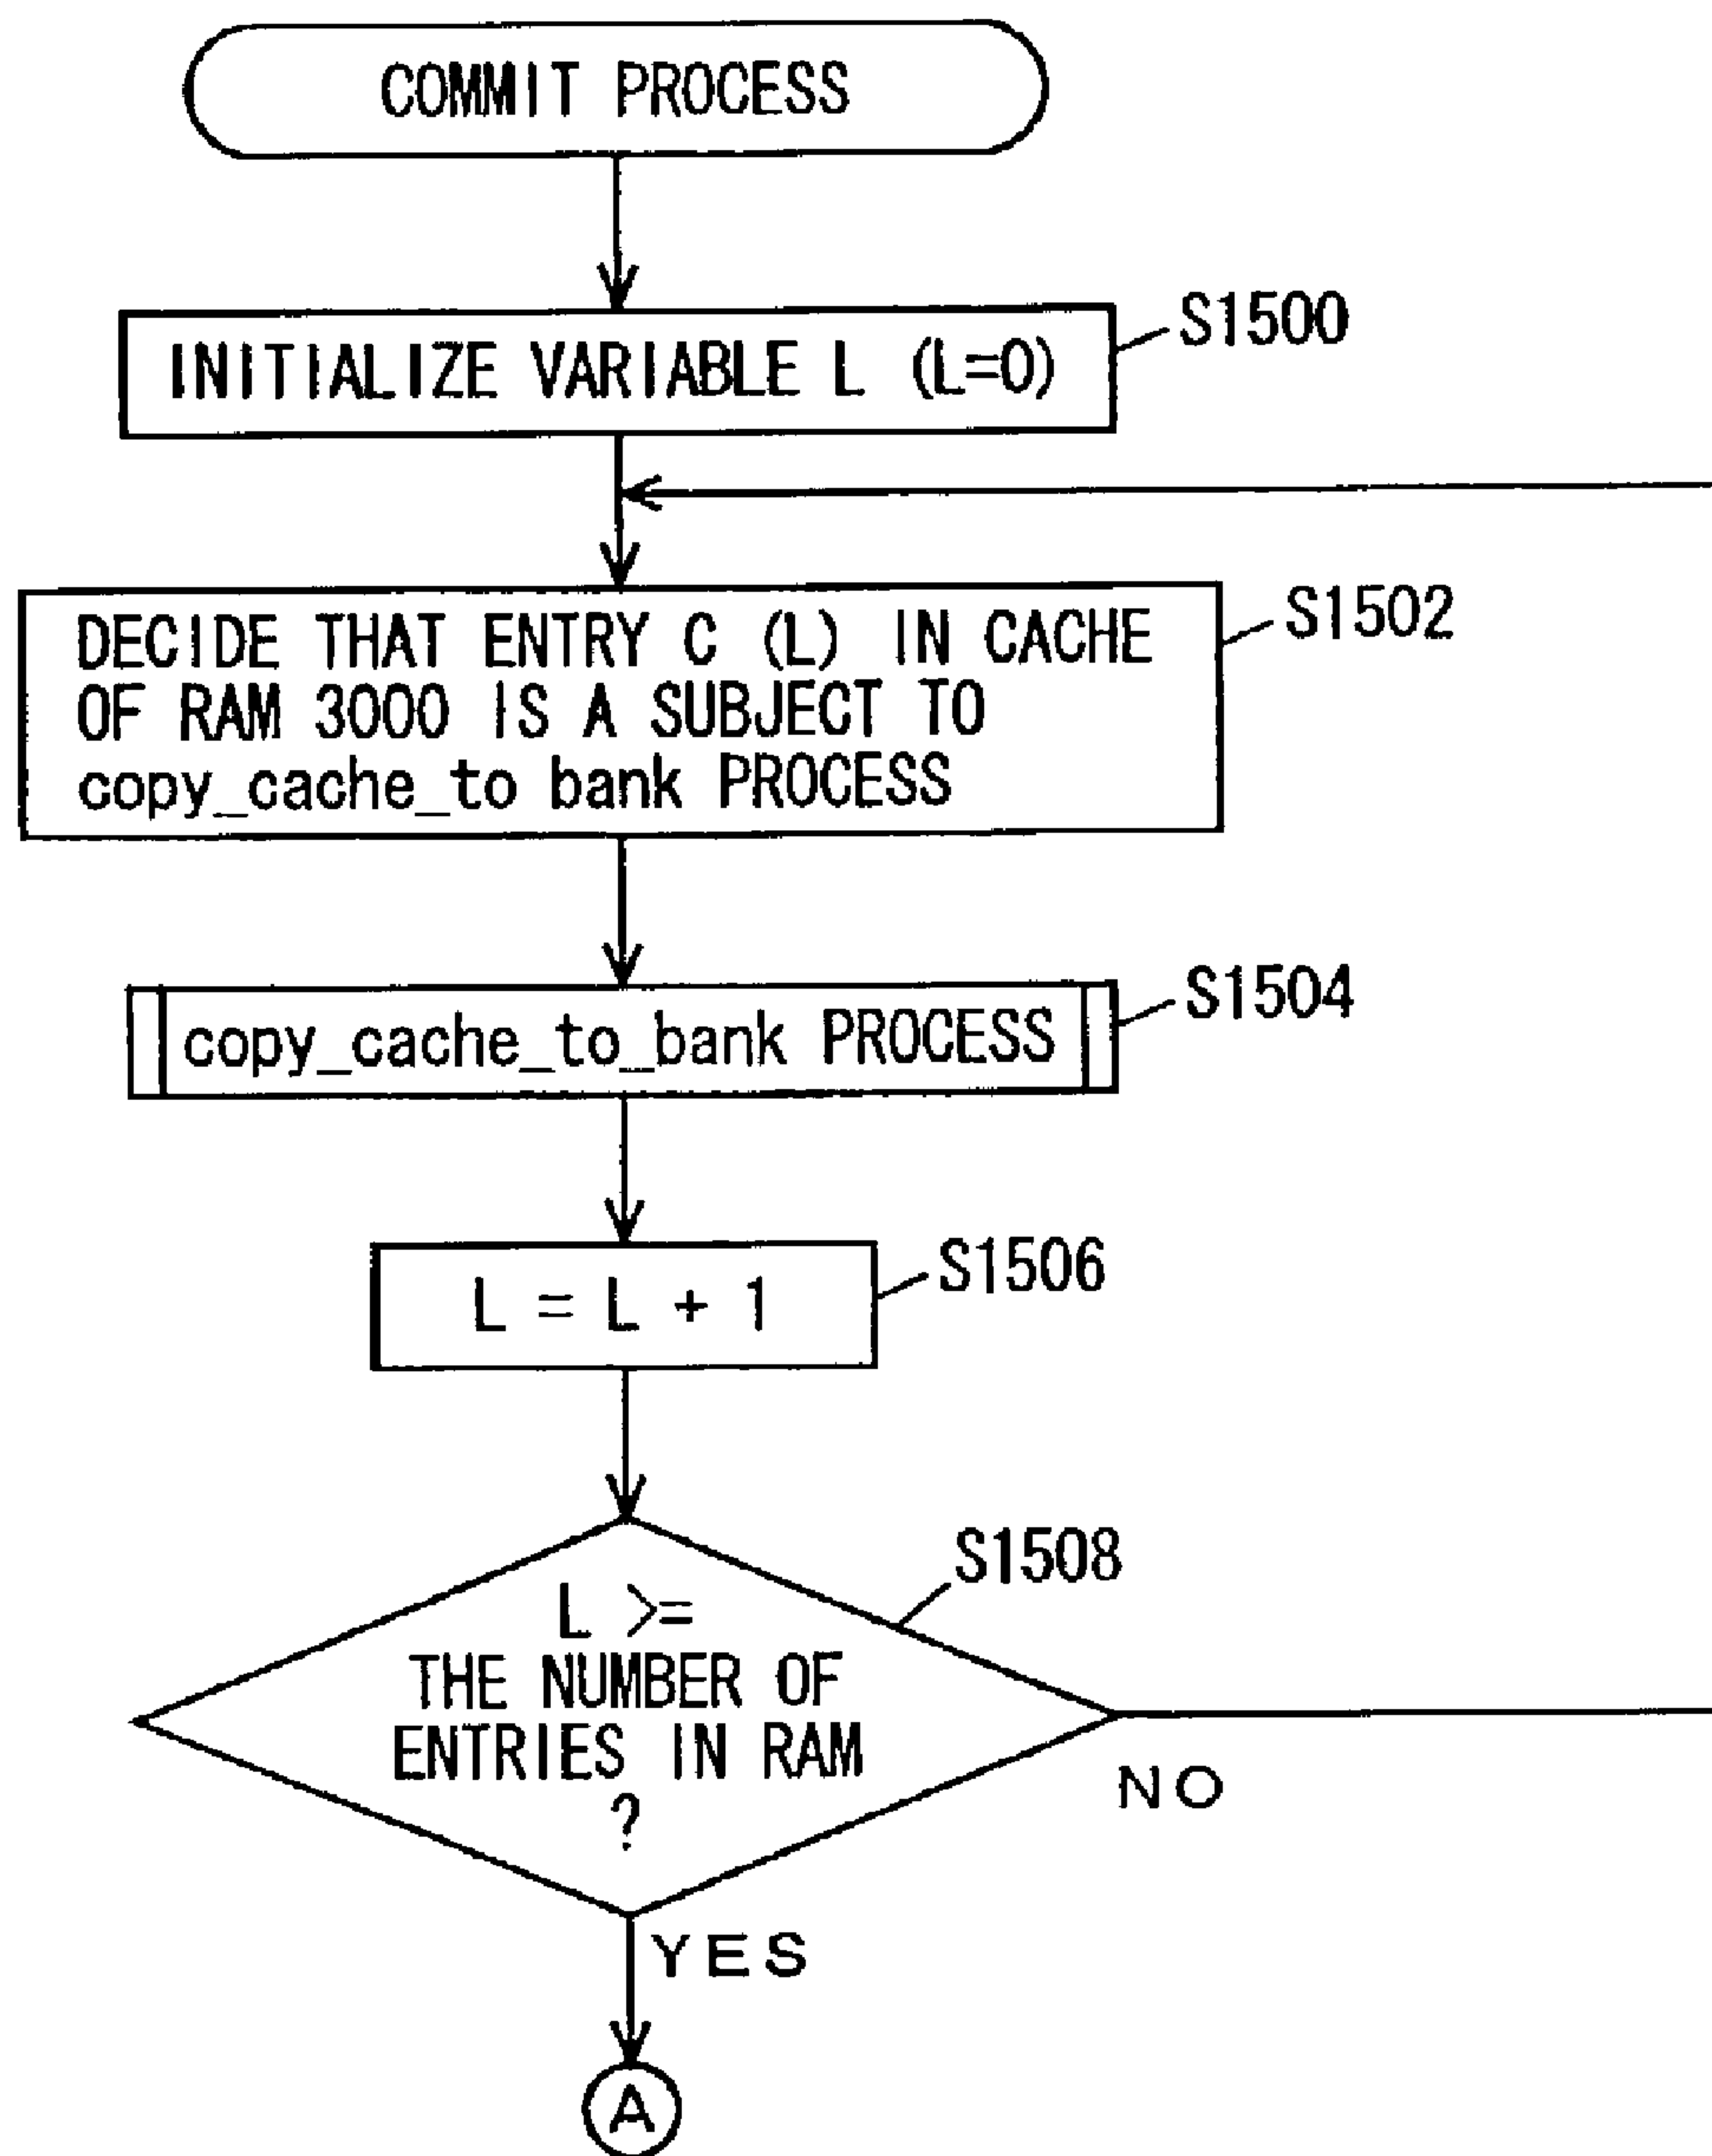 COMMIT PROCESS
INITIALIZE VARIABLE L (L=0)
S1500
DECIDE THAT ENTRY C (L) IN CACHE
OF RAM 3000 IS A SUBJECT TO
copy_cache_to bank PROCESS
S1502
copy_cache_to_bank PROCESS
S1504
L = L + 1
S1506
L >=
THE NUMBER OF
ENTRIES IN RAM
?
S1508
NO
YES
A